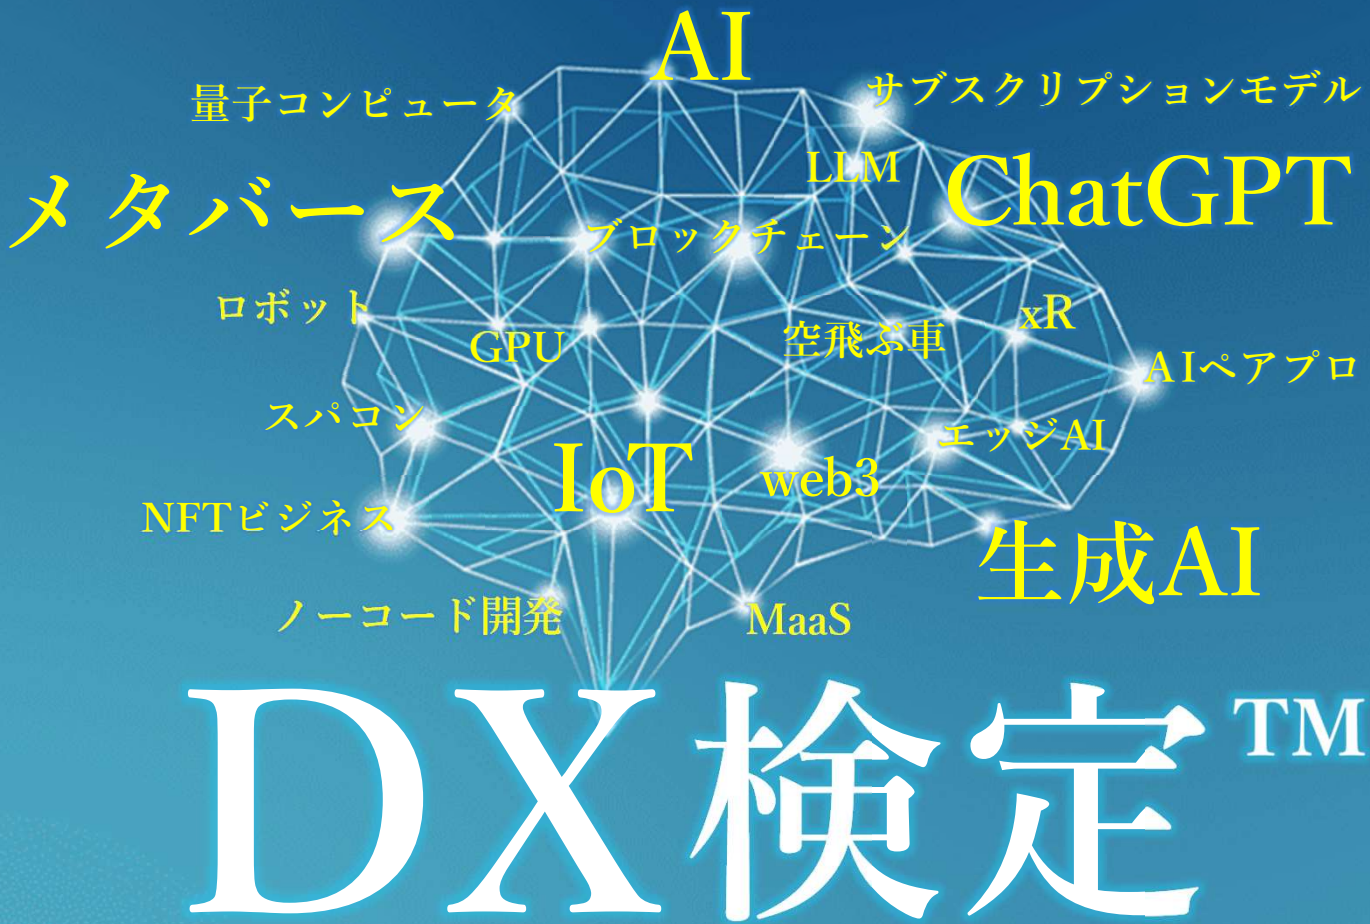 AI
量子コンピュータ
サブスクリプションモデル
LLM
ChatGPT
メタバース
ブロックチェーン
ロボット
GPU
空飛ぶ車
xR
AIペアプロ
スパコン
エッジAI
IoT
web3
NFTビジネス
生成AI
ノーコード開発
MaaS
DX検定™